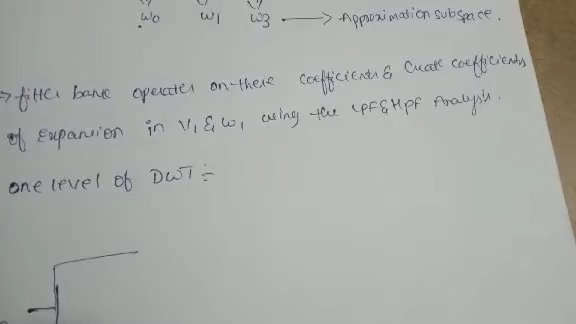 W0 W1 W3 → Approximation subspace.
→ filter bank operates on-these coefficients & Cuate coefficients
of expansion in V1 & W1 using the LPF & HPF Analysis.
one level of DWT :-